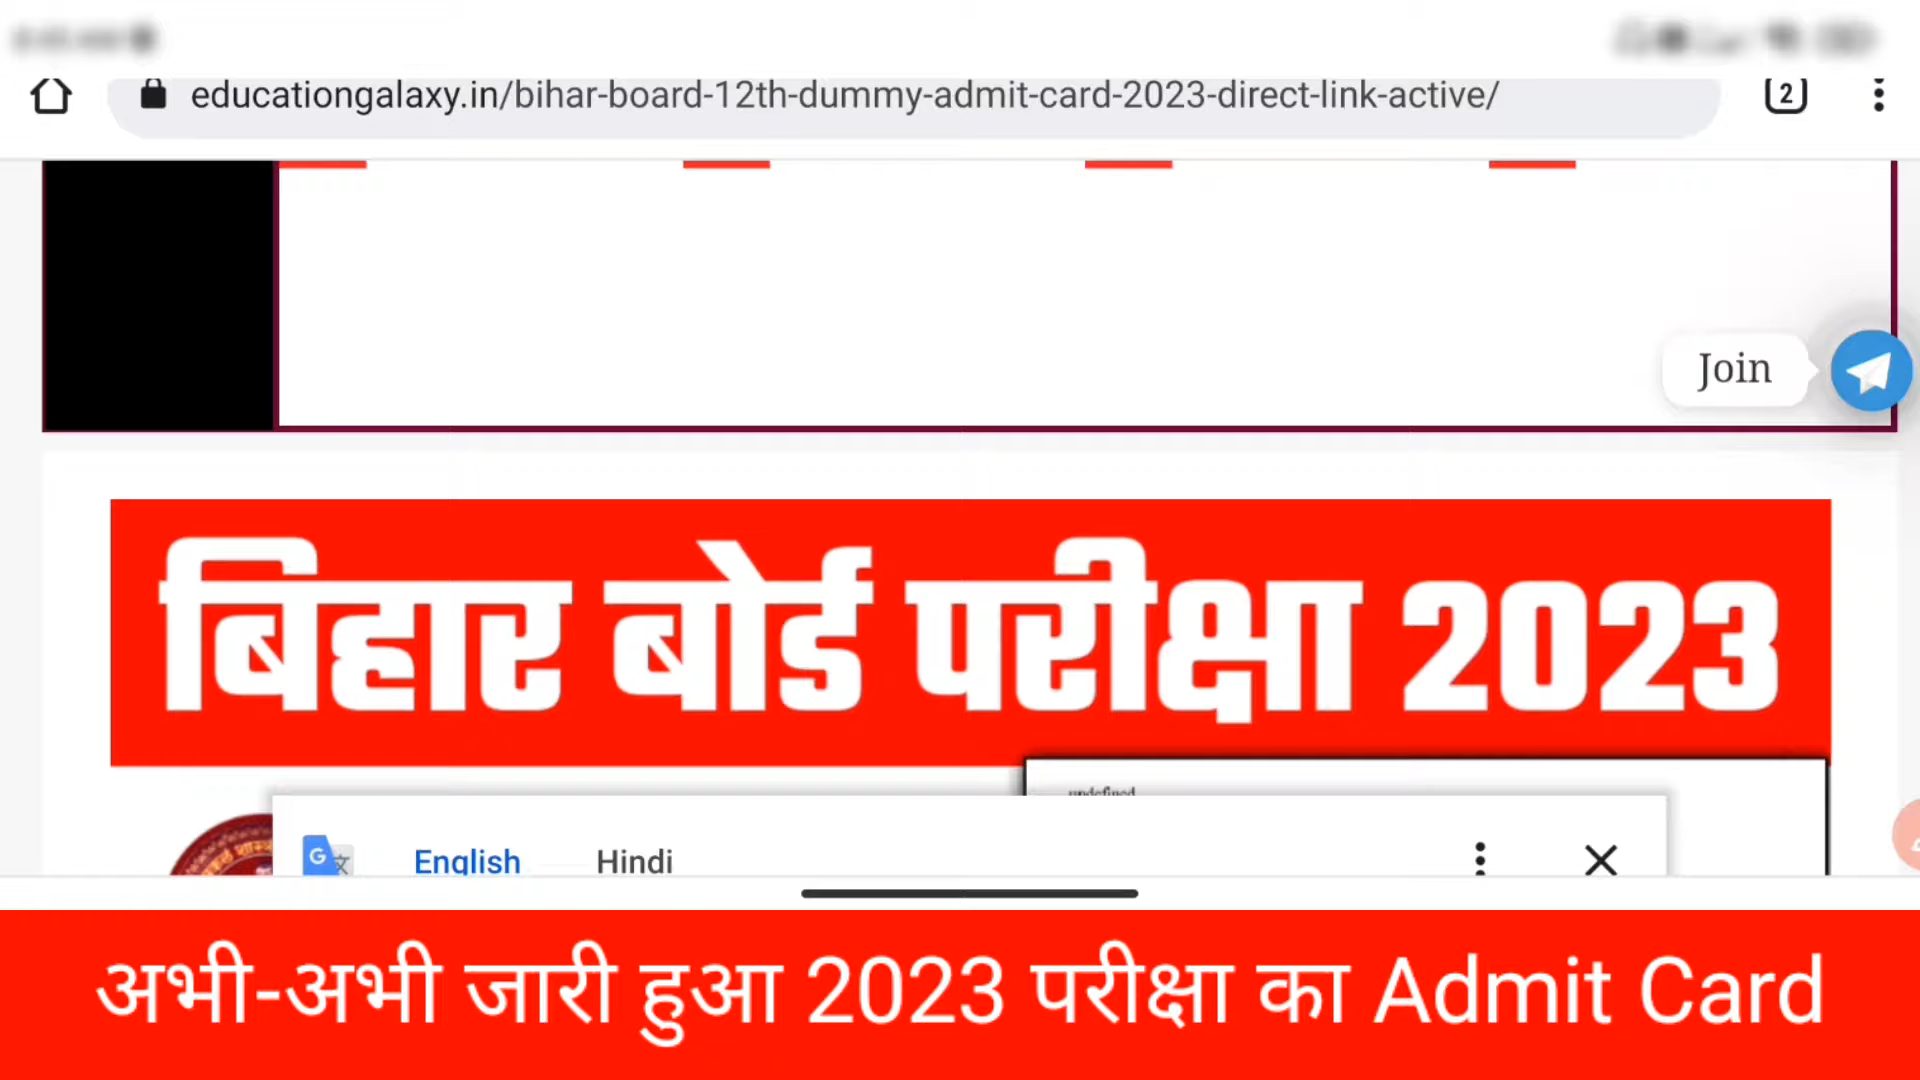 educationgalaxy.in/bihar-board-12th-dummy-admit-card-2023-direct-link-active/
2
Join
बिहार बोर्ड परीक्षा 2023
undefined
English Hindi
अभी-अभी जारी हुआ 2023 परीक्षा का Admit Card